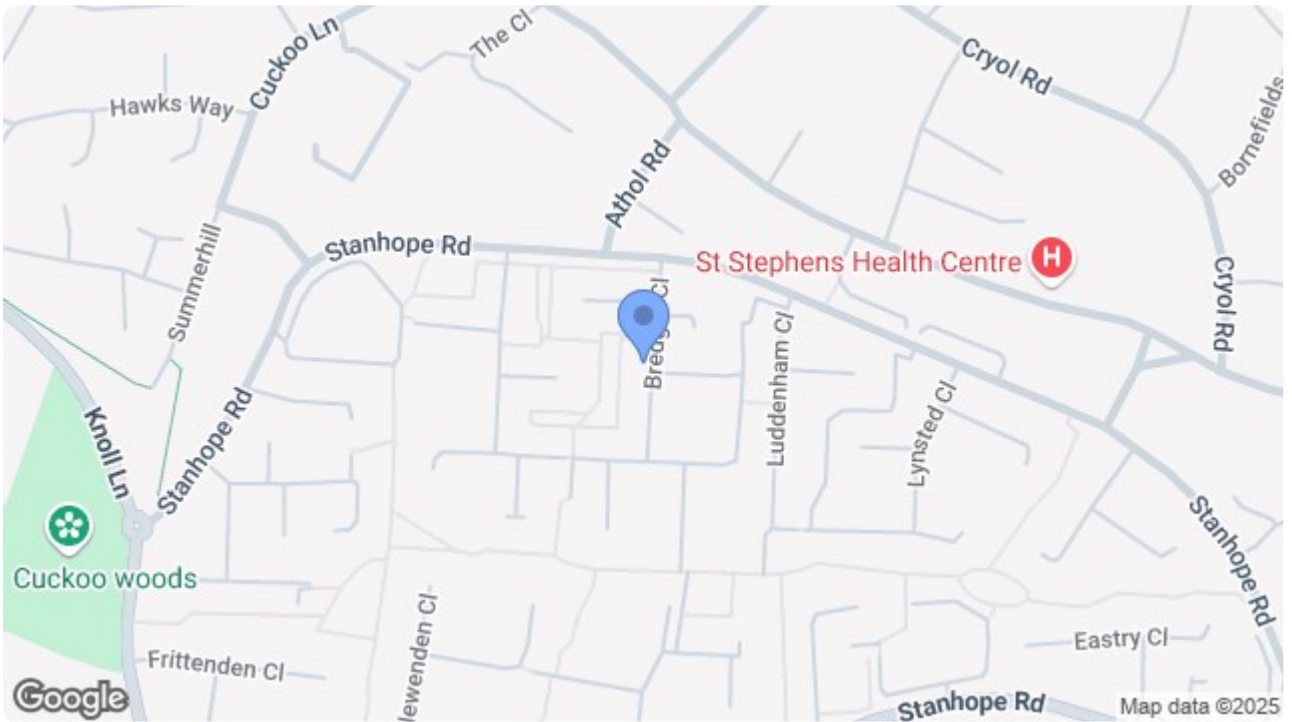 Cuckoo Ln
The Cl
Cryol Rd
Hawks Way
Bornefields
Athol Rd
Summerhill
Stanhope Rd
St Stephens Health Centre
H
Cryol Rd
Luddenham Cl
Lynsted Cl
Knoll Ln
Stanhope Rd
Stanhope Rd
Cuckoo woods
Eastry Cl
Frittenden Cl
Stanhope Rd
Google
Map data ©2025